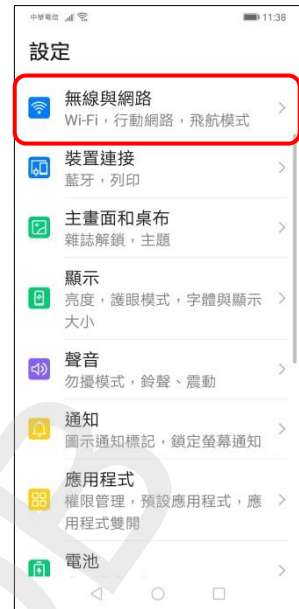 中華電信 11:38
設定
無線與網路
Wi-Fi，行動網路，飛航模式
裝置連接
藍牙，列印
主畫面和桌布
雜誌解鎖，主題
顯示
亮度，護眼模式，字體與顯示
大小
聲音
勿擾模式，鈴聲、震動
通知
圖示通知標記，鎖定螢幕通知
應用程式
權限管理，預設應用程式，應
用程式雙開
電池